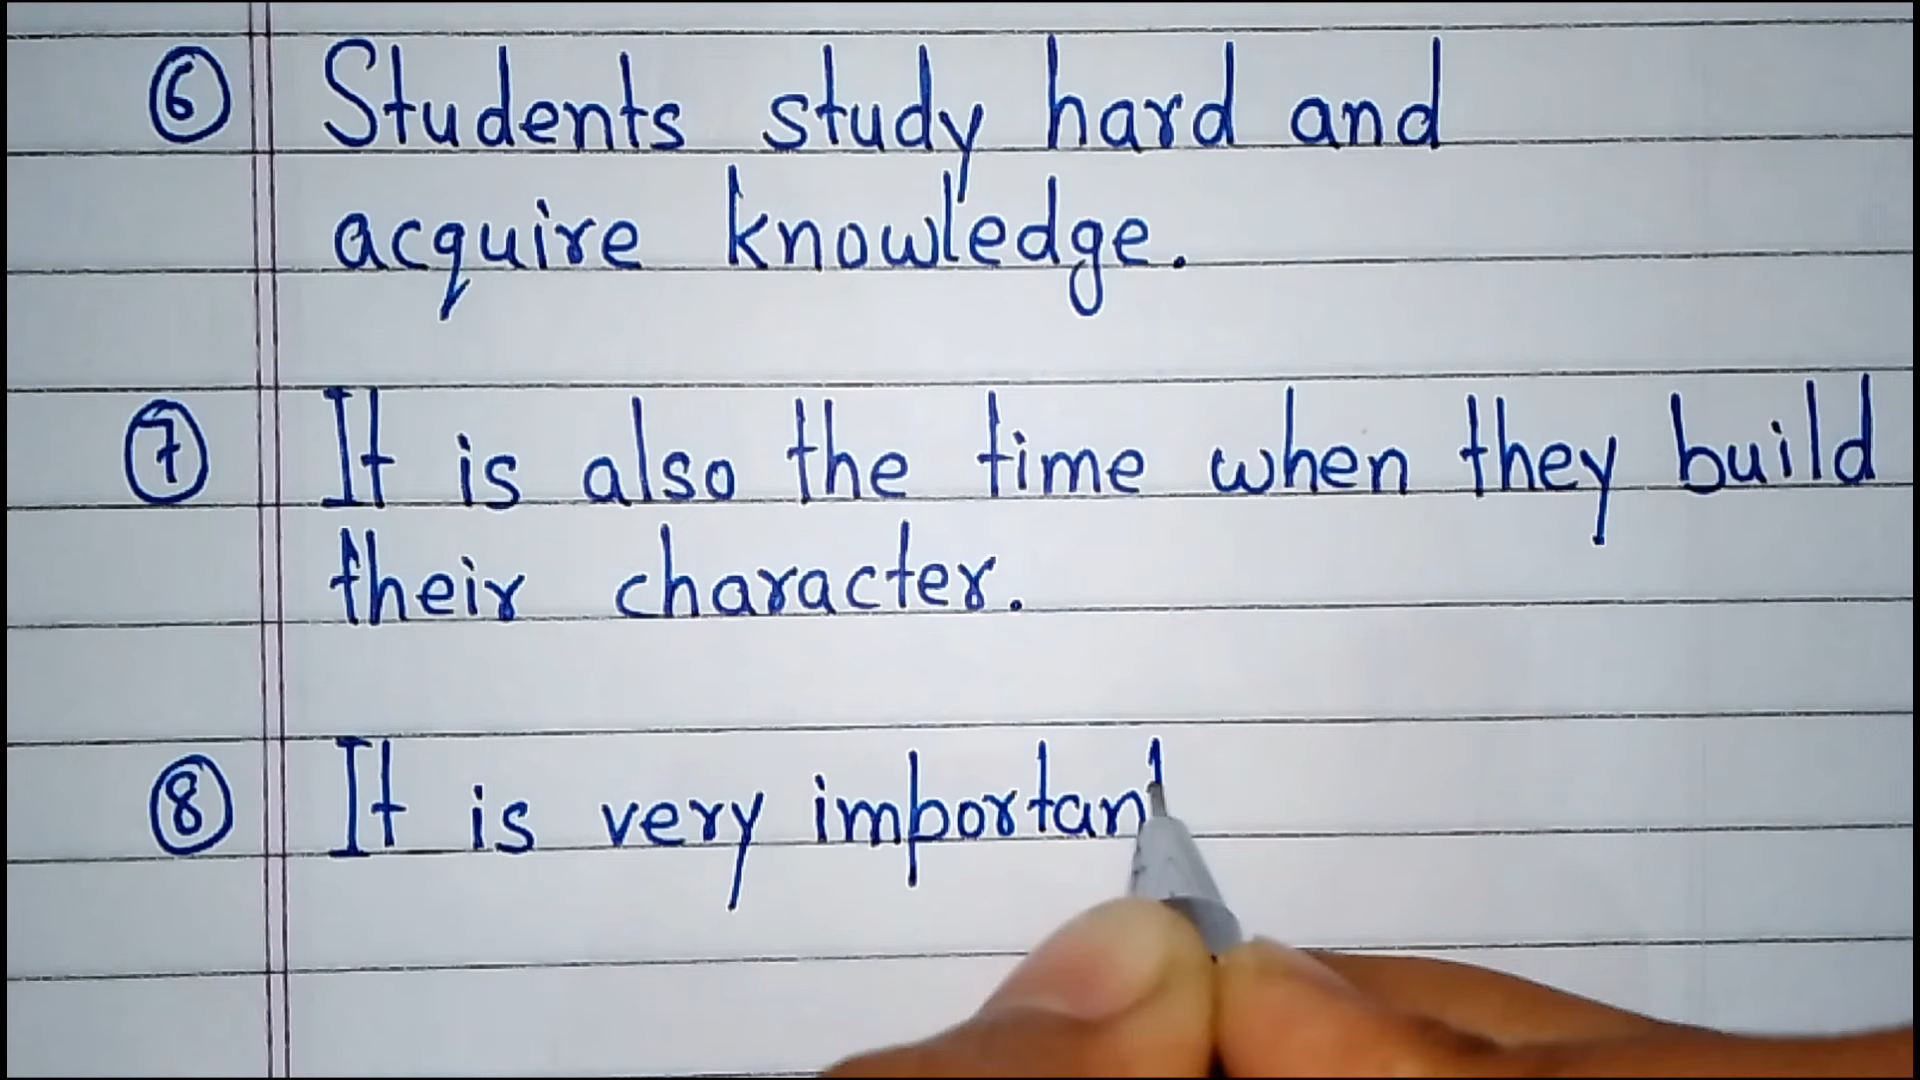 6 Students study hard and
acquire knowledge.
7 It is also the time when they build
their character.
8 It is very important